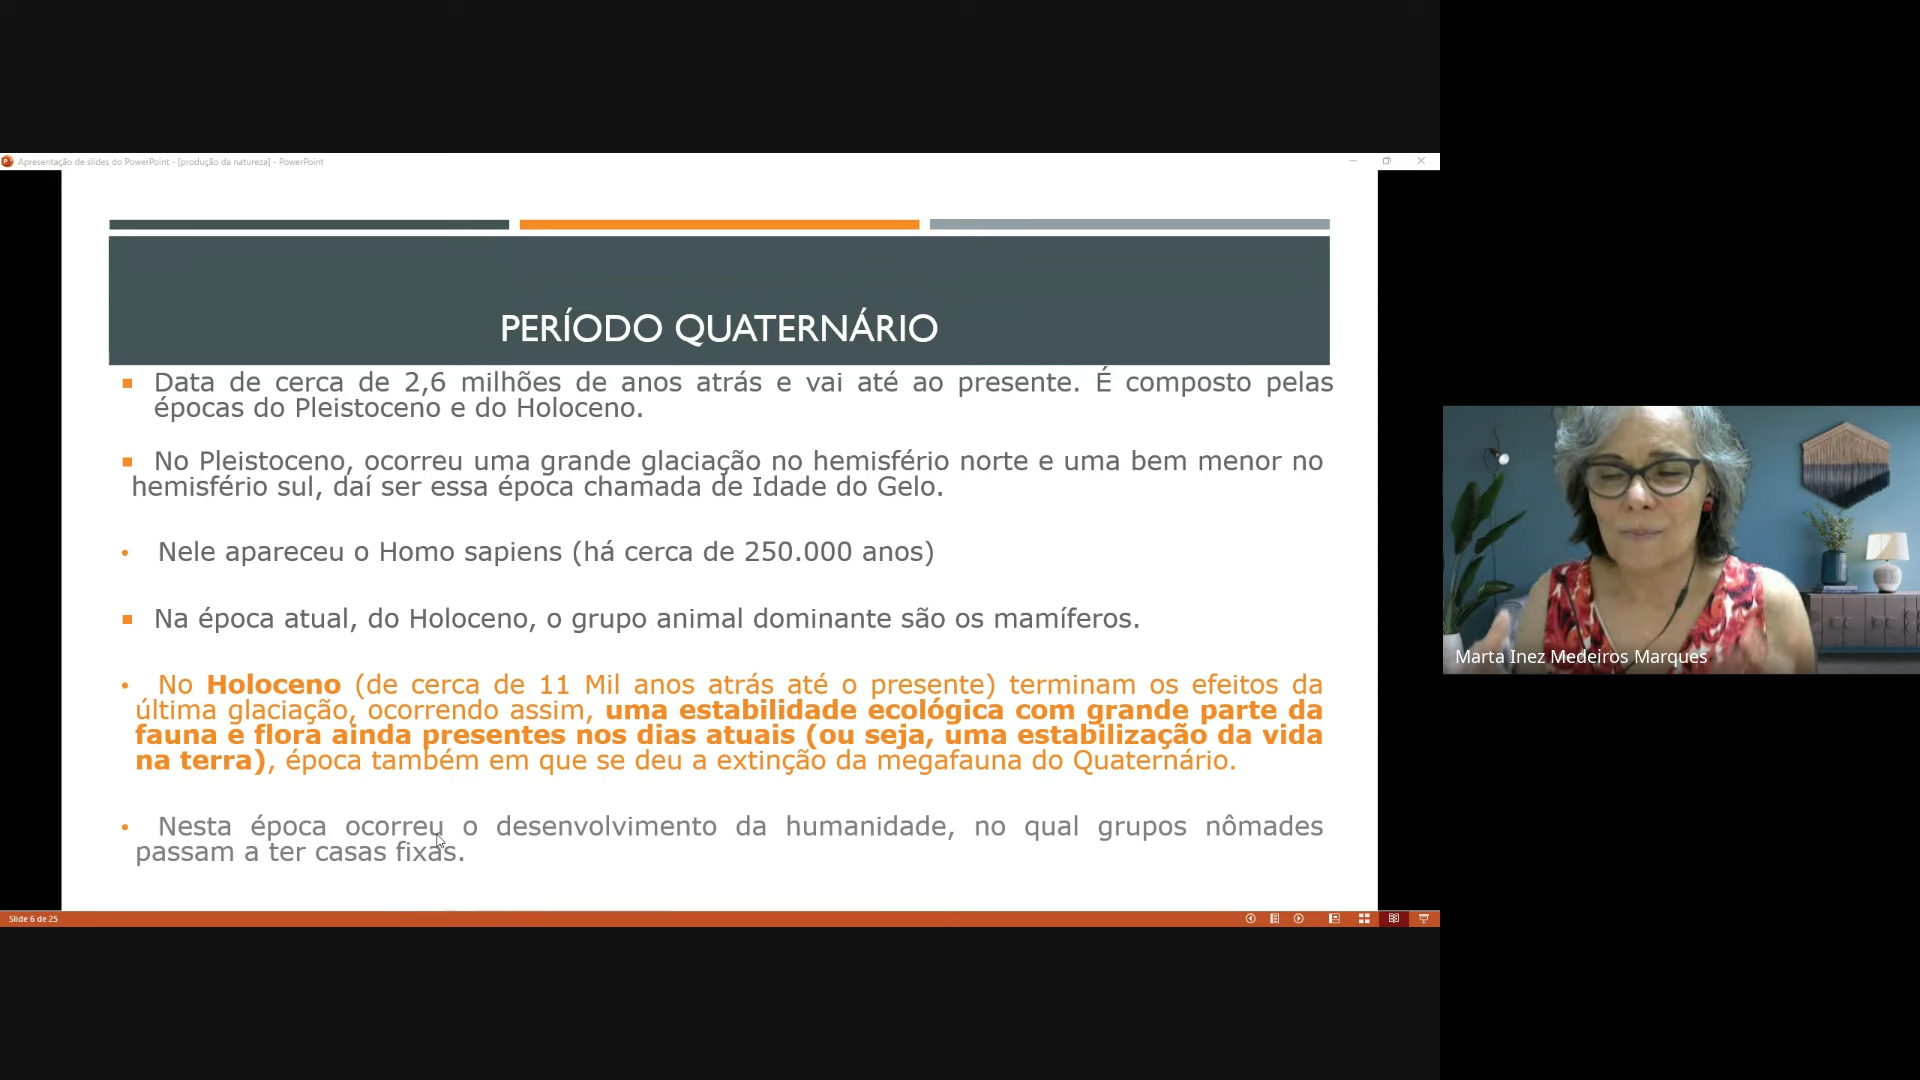 Apresentação de slides do PowerPoint - [produção da natureza] - PowerPoint
PERÍODO QUATERNÁRIO
Data de cerca de 2,6 milhões de anos atrás e vai até ao presente. É composto pelas
épocas do Pleistoceno e do Holoceno.
No Pleistoceno, ocorreu uma grande glaciação no hemisfério norte e uma bem menor no
hemisfério sul, daí ser essa época chamada de Idade do Gelo.
Nele apareceu o Homo sapiens (há cerca de 250.000 anos)
Na época atual, do Holoceno, o grupo animal dominante são os mamíferos.
No Holoceno (de cerca de 11 Mil anos atrás até o presente) terminam os efeitos da
última glaciação, ocorrendo assim, uma estabilidade ecológica com grande parte da
fauna e flora ainda presentes nos dias atuais (ou seja, uma estabilização da vida
na terra), época também em que se deu a extinção da megafauna do Quaternário.
Nesta época ocorreu o desenvolvimento da humanidade, no qual grupos nômades
passam a ter casas fixas.
Slide 6 de 25
Marta Inez Medeiros Marques